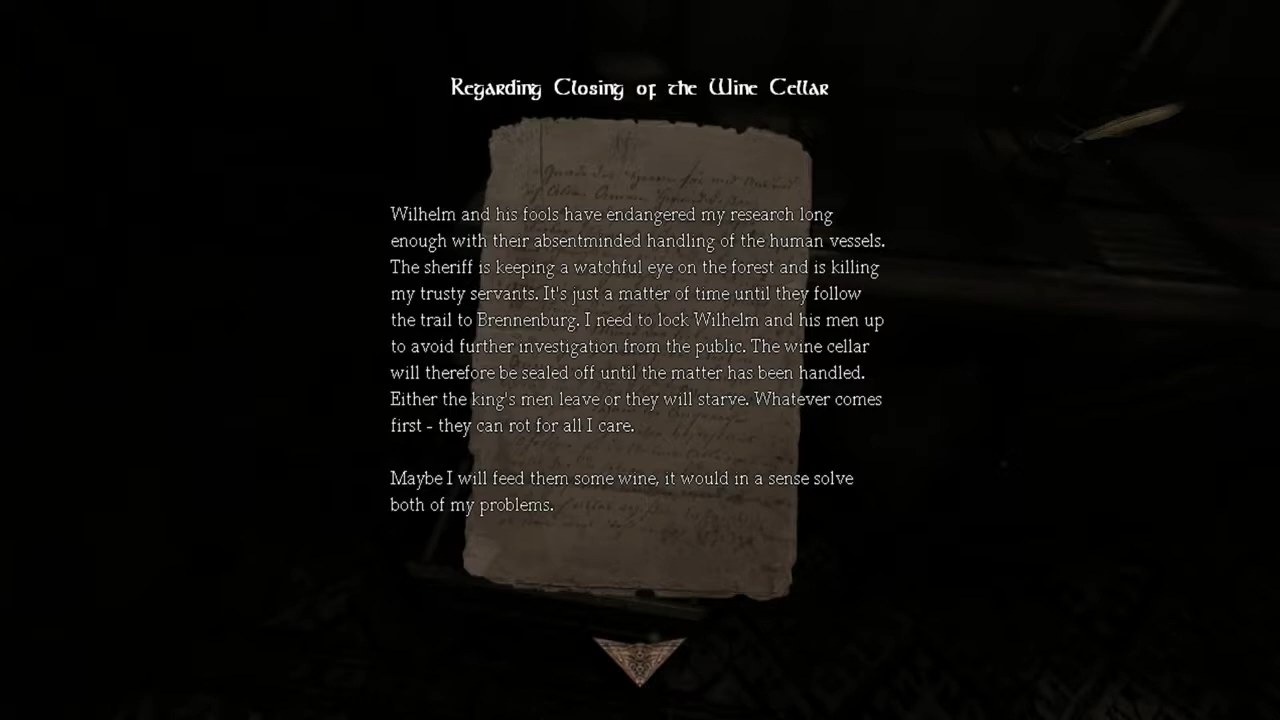 Regarding Closing of the Wine Cellar
Wilhelm and his fools have endangered my research long
enough with their absentminded handling of the human vessels.
The sheriff is keeping a watchful eye on the forest and is killing
my trusty servants. It's just a matter of time until they follow
the trail to Brennenburg. I need to lock Wilhelm and his men up
to avoid further investigation from the public. The wine cellar
will therefore be sealed off until the matter has been handled.
Either the king's men leave or they will starve. Whatever comes
first - they can rot for all I care.
Maybe I will feed them some wine, it would in a sense solve
both of my problems.